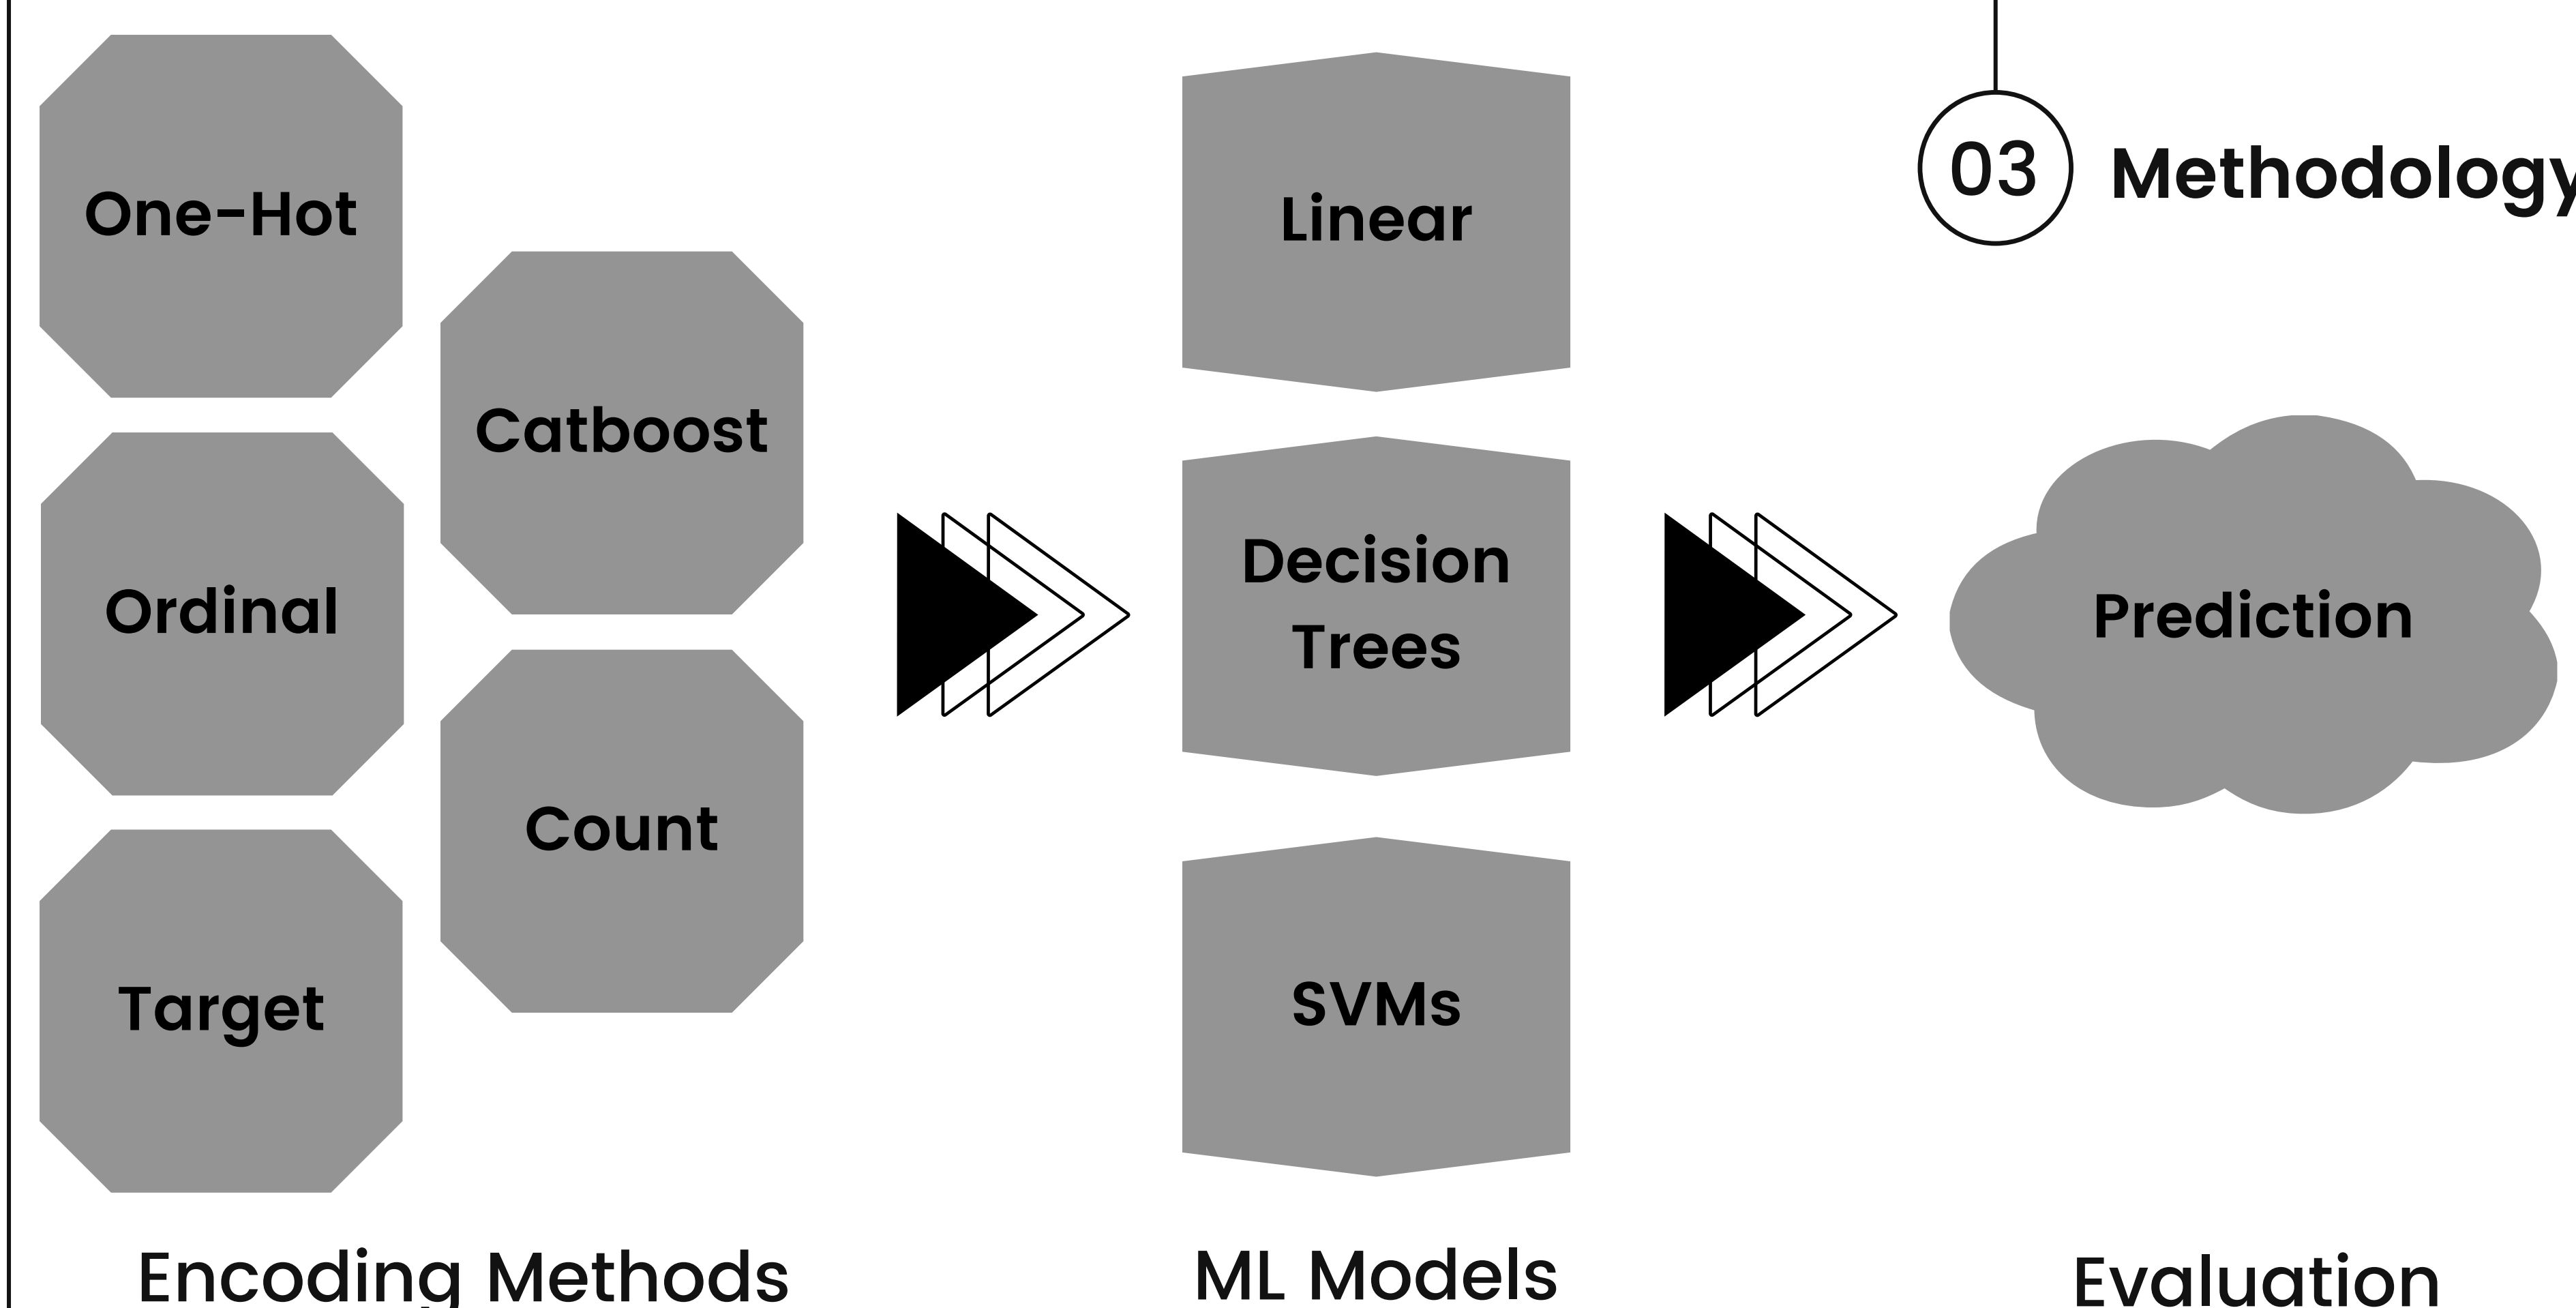 03
Methodology
One-Hot
Ordinal
Target
Catboost
Count
Encoding Methods
Linear
Decision
Trees
SVMs
ML Models
Prediction
Evaluation